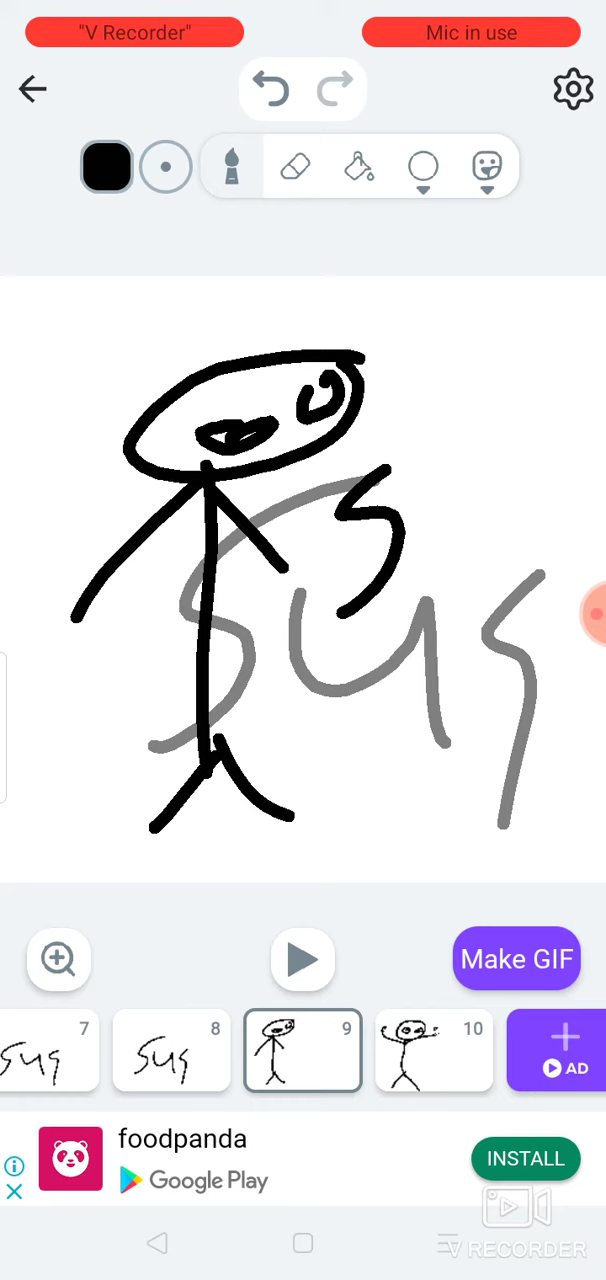 "V Recorder"
Mic in use
s
sus
Make GIF
7
8
9
10
sus
sus
AD
foodpanda
Google Play
INSTALL
V RECORDER